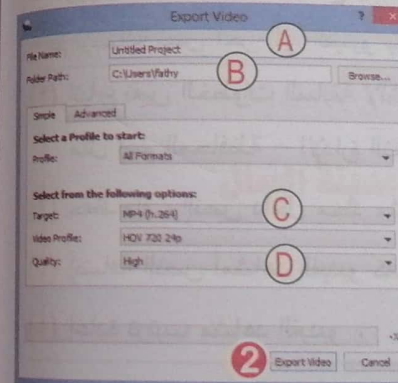 Export Video
?
File Name: Untitled Project A
Folder Path: C:\Users\fathy B Browse...
Simple Advanced
Select a Profile to start:
Profile: All Formats
Select from the following options:
Target: MP4 (h.264) C
Video Profile: HDV 720 24p
Quality: High D
2 Export Video Cancel